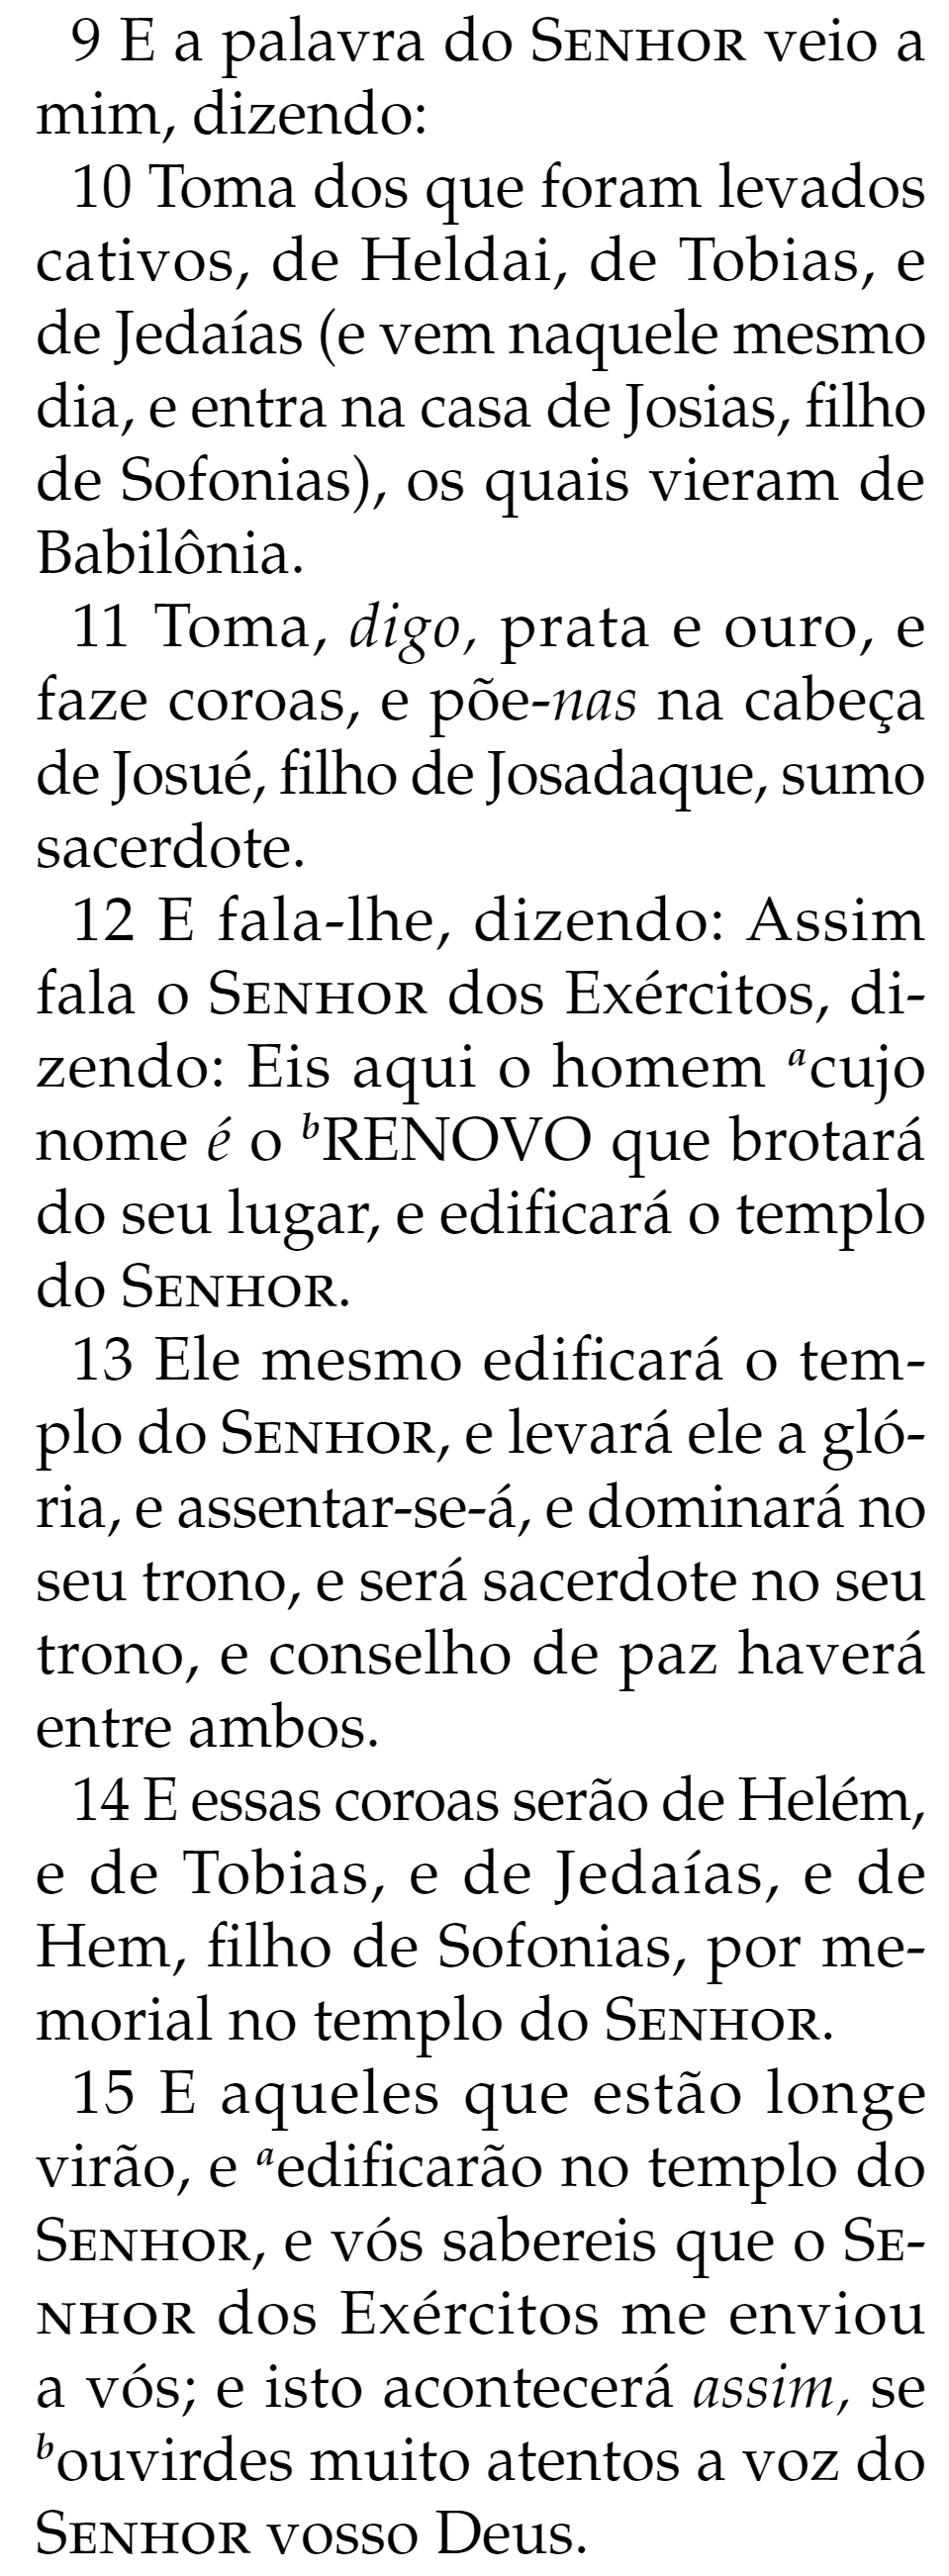 9 E a palavra do SENHOR veio a
mim, dizendo:
10 Toma dos que foram levados
cativos, de Heldai, de Tobias, e
de Jedaías (e vem naquele mesmo
dia, e entra na casa de Josias, filho
de Sofonias), os quais vieram de
Babilônia.
11 Toma, digo, prata e ouro, e
faze coroas, e põe-nas na cabeça
de Josué, filho de Josadaque, sumo
sacerdote.
12 E fala-lhe, dizendo: Assim
fala o SENHOR dos Exércitos, di-
zendo: Eis aqui o homem ᵃcujo
nome é o ᵇRENOVO que brotará
do seu lugar, e edificará o templo
do SENHOR.
13 Ele mesmo edificará o tem-
plo do SENHOR, e levará ele a gló-
ria, e assentar-se-á, e dominará no
seu trono, e será sacerdote no seu
trono, e conselho de paz haverá
entre ambos.
14 E essas coroas serão de Helém,
e de Tobias, e de Jedaías, e de
Hem, filho de Sofonias, por me-
morial no templo do SENHOR.
15 E aqueles que estão longe
virão, e ᵃedificarão no templo do
SENHOR, e vós sabereis que o SE-
NHOR dos Exércitos me enviou
a vós; e isto acontecerá assim, se
ᵇouvirdes muito atentos a voz do
SENHOR vosso Deus.